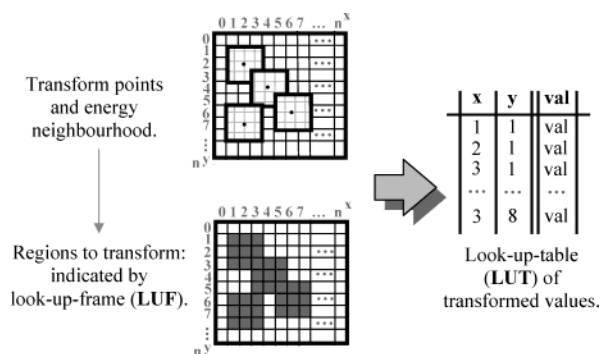 0 1 2 3 4 5 6 7 ... n x
0
1
2
3
4
5
6
7
⋮
n y
...
...
...
...
Transform points
and energy
neighbourhood.
0 1 2 3 4 5 6 7 ... n x
0
1
2
3
4
5
6
7
⋮
n y
...
...
...
...
Regions to transform:
indicated by
look-up-frame (LUF).
x y val
1 1 val
2 1 val
3 1 val
... ... ...
3 8 val
Look-up-table
(LUT) of
transformed values.